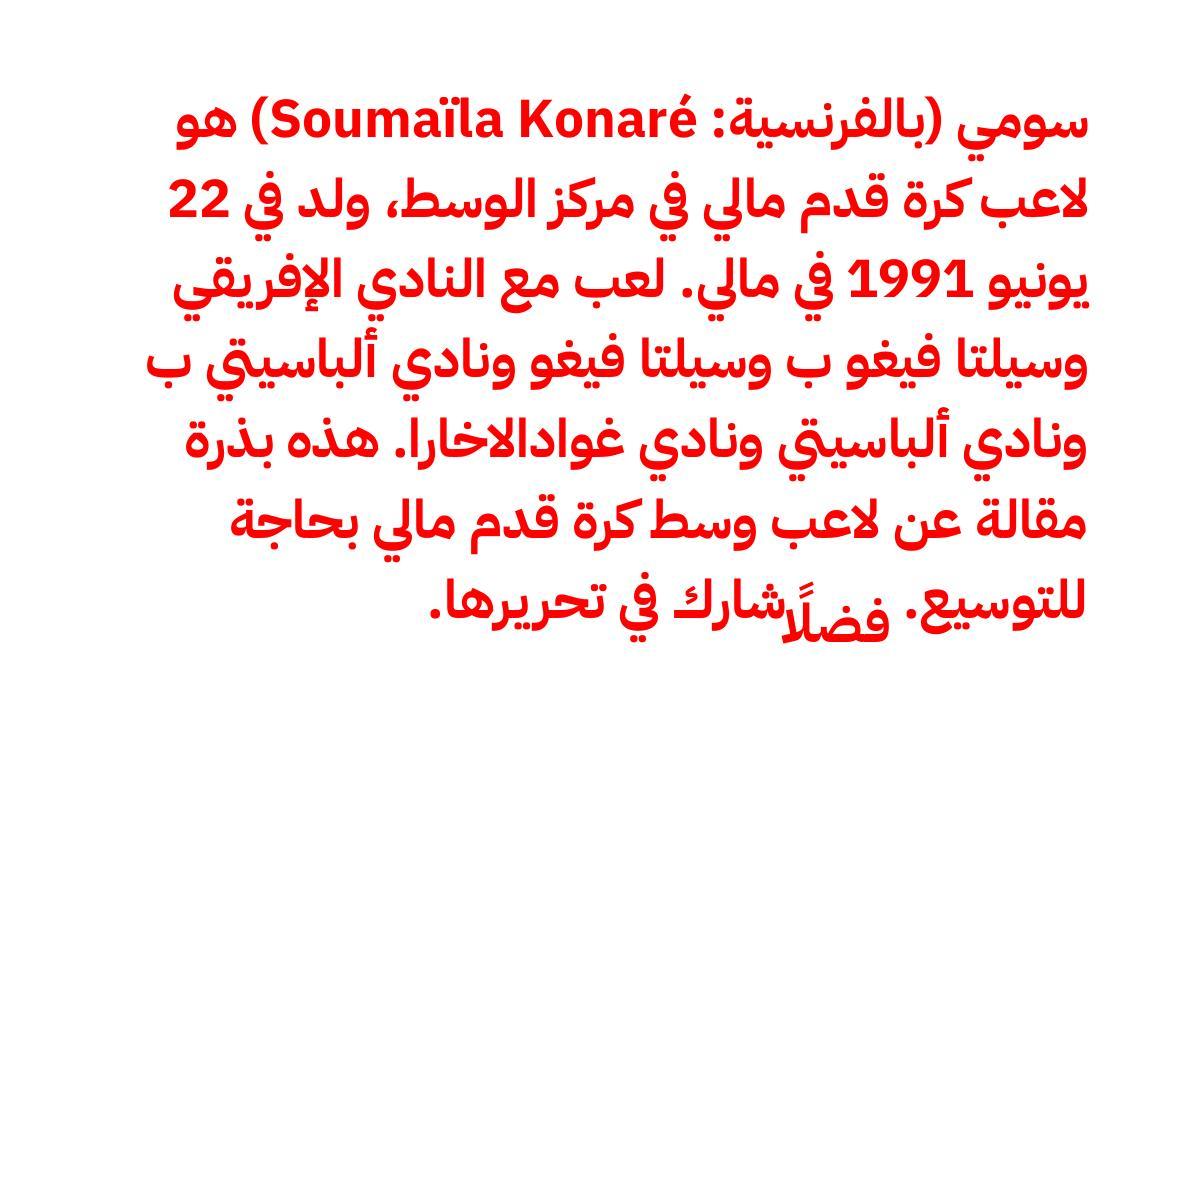 سومي (بالفرنسية: Soumaïla Konaré) هو
لاعب كرة قدم مالي في مركز الوسط، ولد في 22
يونيو 1991 في مالي. لعب مع النادي الإفريقي
وسيلتا فيغو ب وسيلتا فيغو ونادي ألباسيتي ب
ونادي ألباسيتي ونادي غوادالاخارا. هذه بذرة
مقالة عن لاعب وسط كرة قدم مالي بحاجة
للتوسيع. فضلًا شارك في تحريرها.